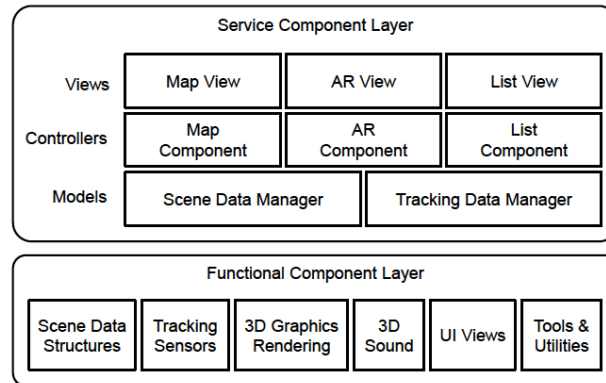 Service Component Layer
Views
Map View
AR View
List View
Controllers
Map
Component
AR
Component
List
Component
Models
Scene Data Manager
Tracking Data Manager
Functional Component Layer
Scene Data
Structures
Tracking
Sensors
3D Graphics
Rendering
3D
Sound
UI Views
Tools &
Utilities